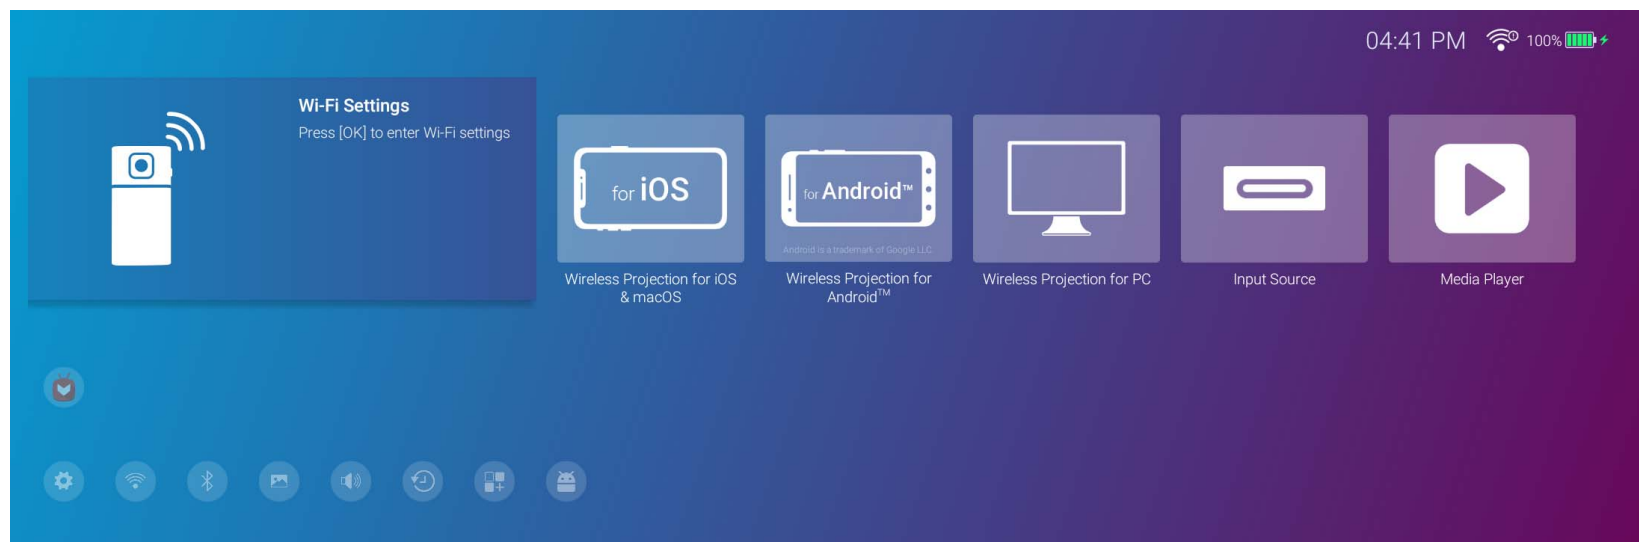 04:41 PM 100%
Wi-Fi Settings
Press [OK] to enter Wi-Fi settings
for iOS
for Android™
Android is a trademark of Google LLC.
Wireless Projection for iOS
& macOS
Wireless Projection for
Android™
Wireless Projection for PC
Input Source
Media Player